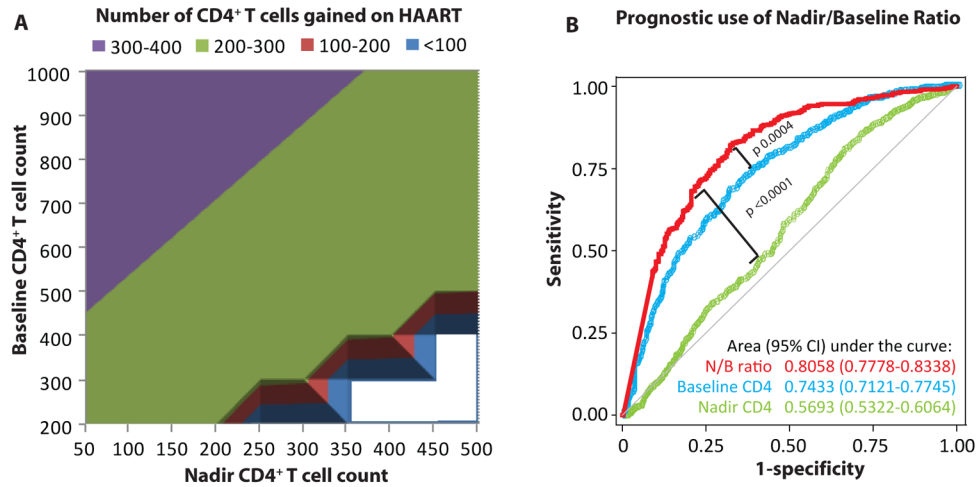 A
Number of CD4⁺ T cells gained on HAART
300-400 200-300 100-200 <100
Baseline CD4⁺ T cell count
1000
900
800
700
600
500
400
300
200
50 100 150 200 250 300 350 400 450 500
Nadir CD4⁺ T cell count
B
Prognostic use of Nadir/Baseline Ratio
Sensitivity
1.00
0.75
0.50
0.25
0.00
p 0.0004
p <0.0001
Area (95% CI) under the curve:
N/B ratio 0.8058 (0.7778-0.8338)
Baseline CD4 0.7433 (0.7121-0.7745)
Nadir CD4 0.5693 (0.5322-0.6064)
0 0.25 0.50 0.75 1.00
1-specificity